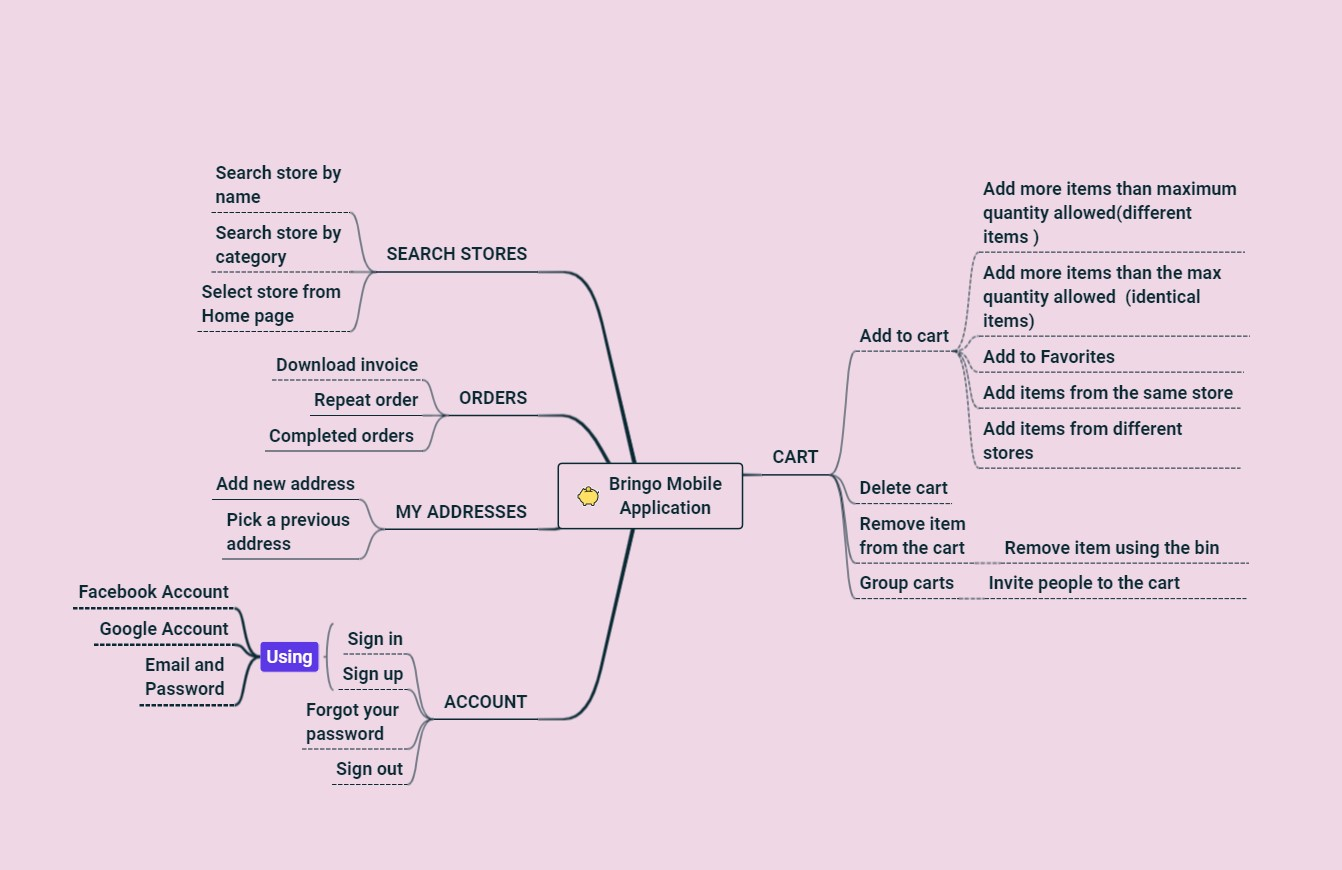 Search store by
name
Search store by
category
Select store from
Home page
SEARCH STORES
Download invoice
Repeat order
Completed orders
ORDERS
Add new address
Pick a previous
address
MY ADDRESSES
Facebook Account
Google Account
Email and
Password
Using
Sign in
Sign up
Forgot your
password
Sign out
ACCOUNT
Bringo Mobile
Application
CART
Add to cart
Add more items than maximum
quantity allowed(different
items )
Add more items than the max
quantity allowed  (identical
items)
Add to Favorites
Add items from the same store
Add items from different
stores
Delete cart
Remove item
from the cart
Remove item using the bin
Group carts
Invite people to the cart